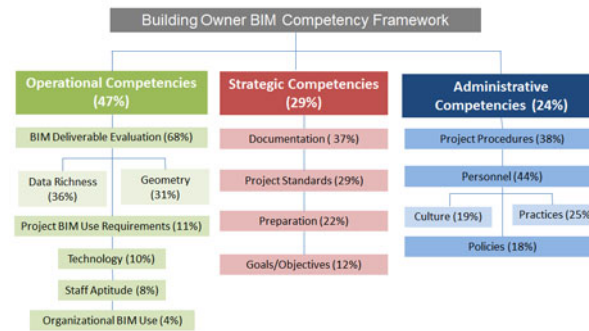 Building Owner BIM Competency Framework
Operational Competencies
(47%)
BIM Deliverable Evaluation (68%)
Data Richness
(36%)
Geometry
(31%)
Project BIM Use Requirements (11%)
Technology (10%)
Staff Aptitude (8%)
Organizational BIM Use (4%)
Strategic Competencies
(29%)
Documentation ( 37%)
Project Standards (29%)
Preparation (22%)
Goals/Objectives (12%)
Administrative
Competencies (24%)
Project Procedures (38%)
Personnel (44%)
Culture (19%)
Practices (25%)
Policies (18%)